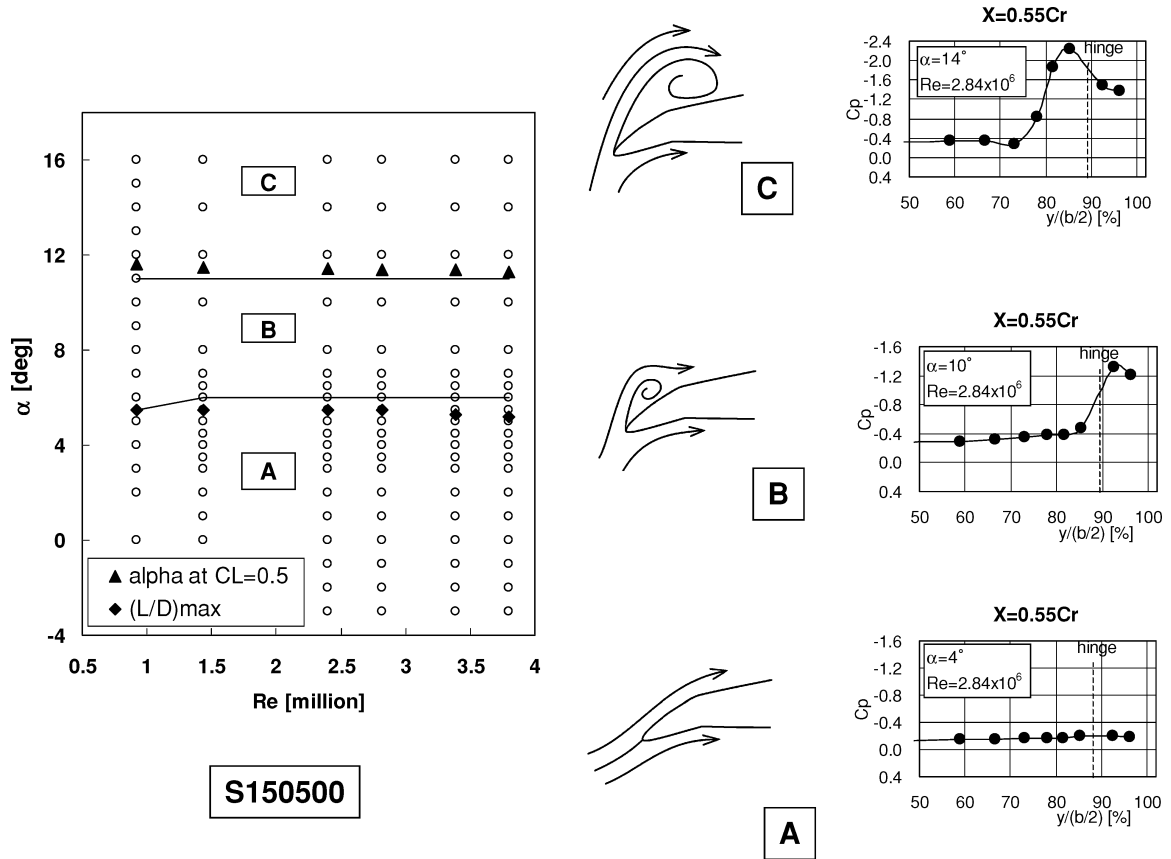 16
12
8
4
0
-4
α [deg]
C
B
A
▲ alpha at CL=0.5
◆ (L/D)max
0.5 1 1.5 2 2.5 3 3.5 4
Re [million]
S150500
C
X=0.55Cr
-2.4
-2.0
-1.6
-1.2
-0.8
-0.4
0.0
0.4
Cp
hinge
α=14°
Re=2.84x10⁶
50 60 70 80 90 100
y/(b/2) [%]
B
X=0.55Cr
-1.6
-1.2
-0.8
-0.4
0.0
0.4
Cp
hinge
α=10°
Re=2.84x10⁶
50 60 70 80 90 100
y/(b/2) [%]
A
X=0.55Cr
-1.6
-1.2
-0.8
-0.4
0.0
0.4
Cp
hinge
α=4°
Re=2.84x10⁶
50 60 70 80 90 100
y/(b/2) [%]